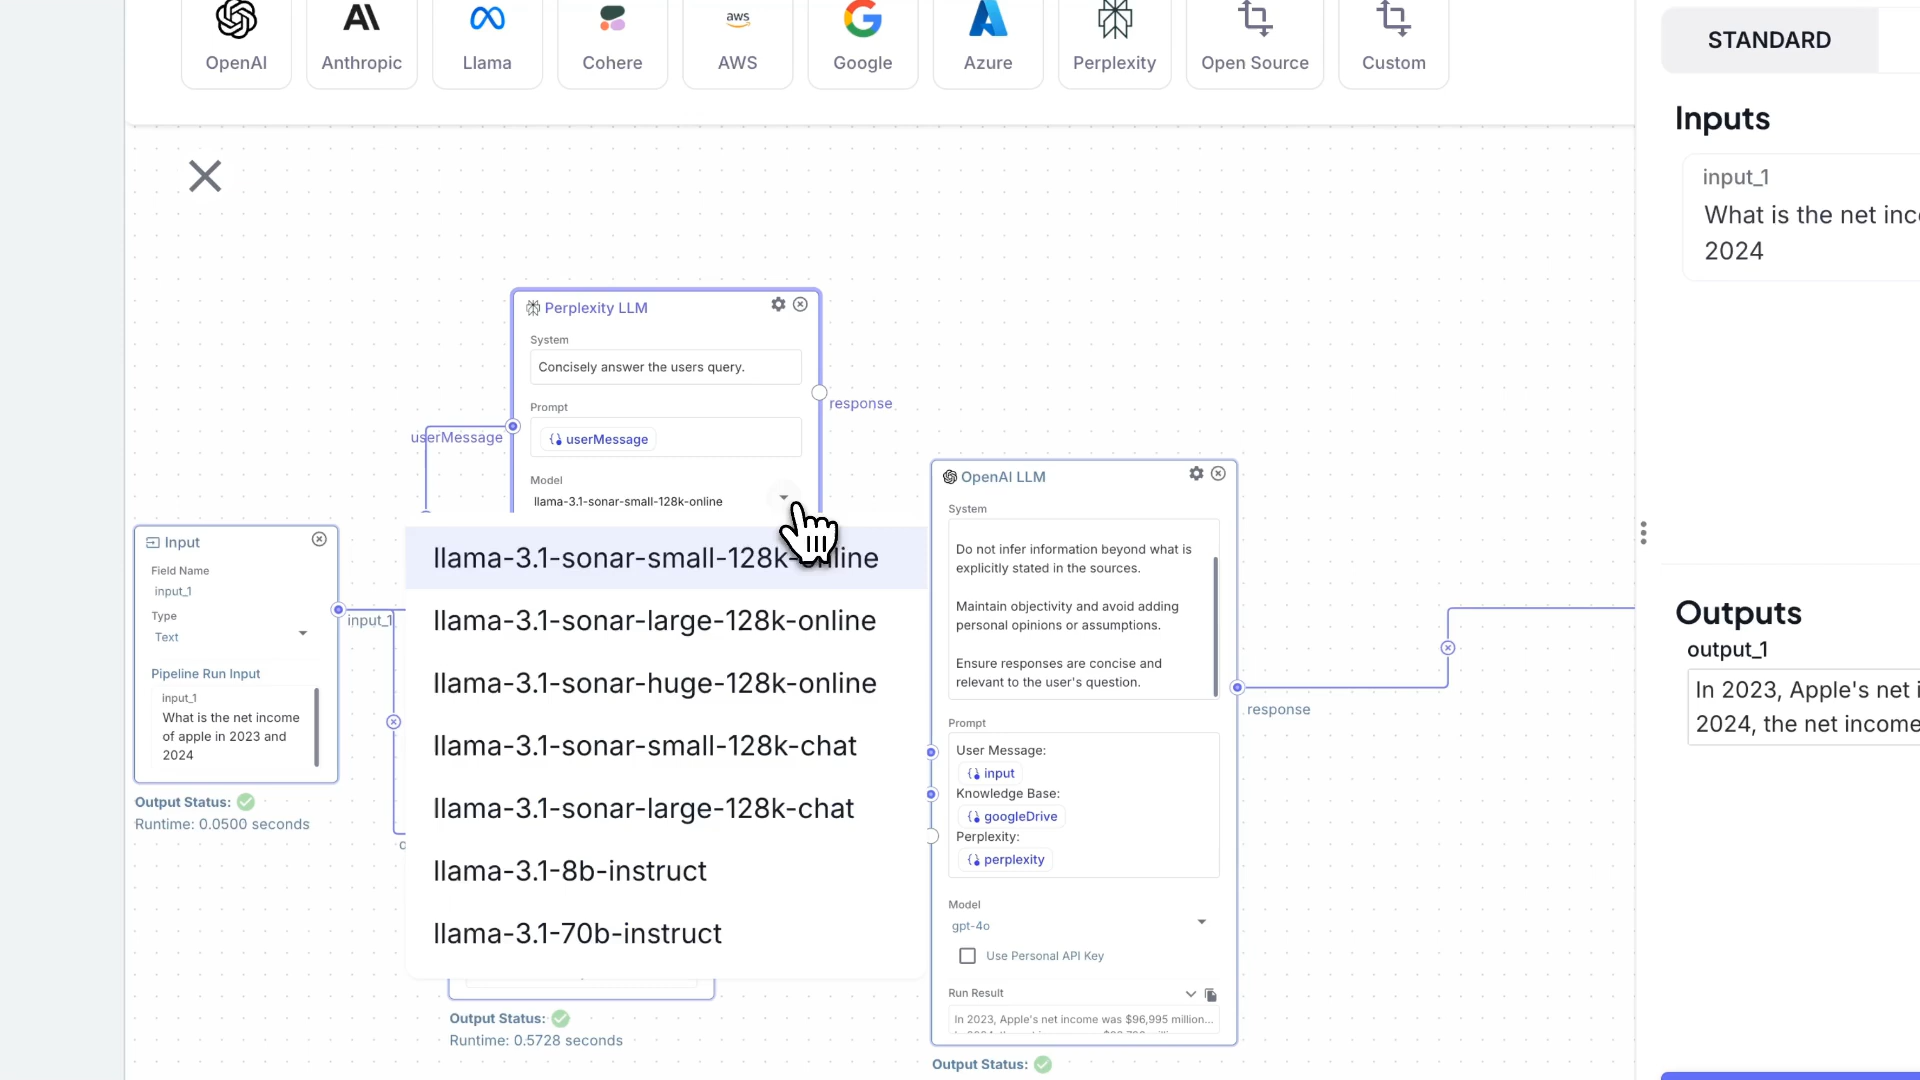 OpenAI
Anthropic
Llama
Cohere
aws
AWS
Google
Azure
Perplexity
Open Source
Custom
STANDARD
Inputs
input_1
What is the net inc
2024
Perplexity LLM
System
Concisely answer the users query.
response
Prompt
userMessage
userMessage
Model
llama-3.1-sonar-small-128k-online
llama-3.1-sonar-small-128k-online
llama-3.1-sonar-large-128k-online
llama-3.1-sonar-huge-128k-online
llama-3.1-sonar-small-128k-chat
llama-3.1-sonar-large-128k-chat
llama-3.1-8b-instruct
llama-3.1-70b-instruct
Input
Field Name
input_1
Type
Text
Pipeline Run Input
input_1
What is the net income
of apple in 2023 and
2024
input_1
Output Status:
Runtime: 0.0500 seconds
Output Status:
Runtime: 0.5728 seconds
OpenAI LLM
System
Do not infer information beyond what is
explicitly stated in the sources.
Maintain objectivity and avoid adding
personal opinions or assumptions.
Ensure responses are concise and
relevant to the user's question.
response
Prompt
User Message:
input
Knowledge Base:
googleDrive
Perplexity:
perplexity
Model
gpt-4o
Use Personal API Key
Run Result
In 2023, Apple's net income was $96,995 million...
Output Status:
Outputs
output_1
In 2023, Apple's net i
2024, the net income